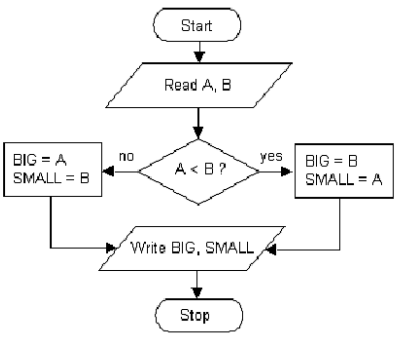 Start
Read A, B
no
A < B ?
yes
BIG = A
SMALL = B
BIG = B
SMALL = A
Write BIG, SMALL
Stop